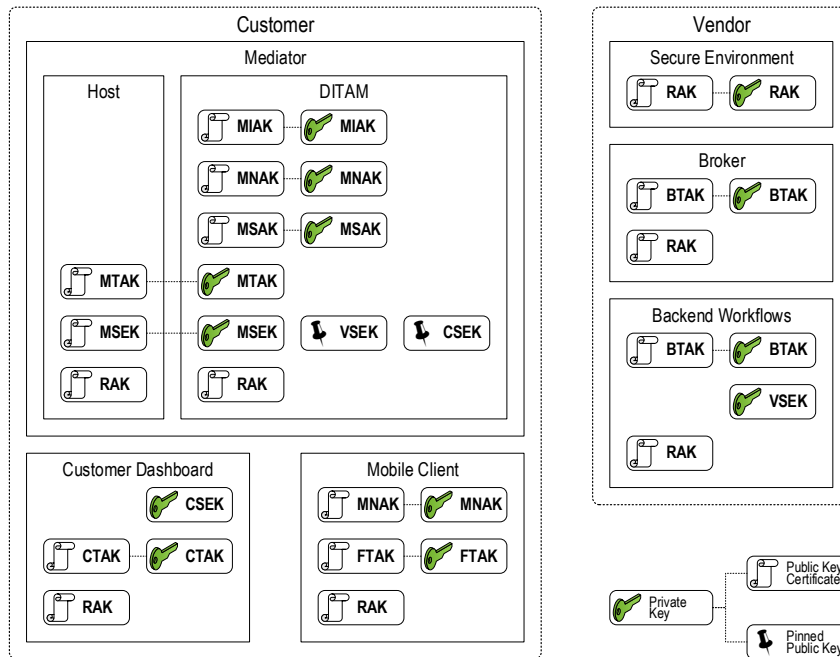 Customer
Mediator
Host
DITAM
MIAK MIAK
MNAK MNAK
MSAK MSAK
MTAK MTAK
MSEK MSEK VSEK CSEK
RAK RAK
Customer Dashboard
CSEK
CTAK CTAK
RAK
Mobile Client
MNAK MNAK
FTAK FTAK
RAK
Vendor
Secure Environment
RAK RAK
Broker
BTAK BTAK
RAK
Backend Workflows
BTAK BTAK
VSEK
RAK
Private
Key
Public Key
Certificate
Pinned
Public Key